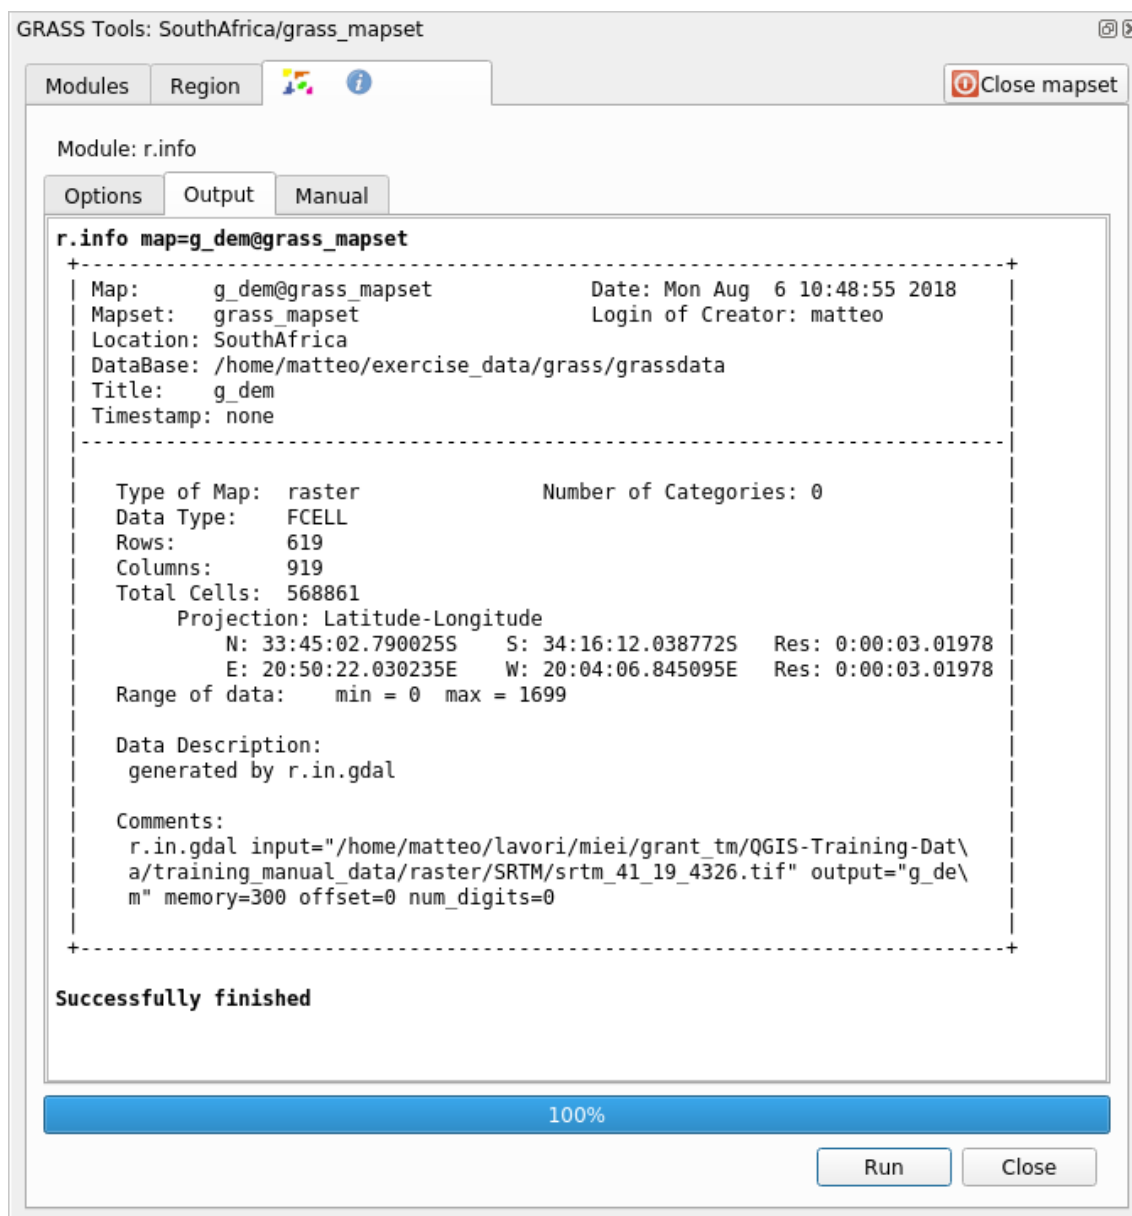 GRASS Tools: SouthAfrica/grass_mapset
Modules Region Close mapset
Module: r.info
Options Output Manual
r.info map=g_dem@grass_mapset
+----------------------------------------------------------------------------+
| Map:      g_dem@grass_mapset             Date: Mon Aug  6 10:48:55 2018    |
| Mapset:   grass_mapset                   Login of Creator: matteo          |
| Location: SouthAfrica                                                      |
| DataBase: /home/matteo/exercise_data/grass/grassdata                       |
| Title:    g_dem                                                            |
| Timestamp: none                                                            |
|----------------------------------------------------------------------------|
|                                                                            |
|   Type of Map:  raster               Number of Categories: 0               |
|   Data Type:    FCELL                                                      |
|   Rows:         619                                                        |
|   Columns:      919                                                        |
|   Total Cells:  568861                                                     |
|        Projection: Latitude-Longitude                                      |
|            N: 33:45:02.790025S    S: 34:16:12.038772S   Res: 0:00:03.01978 |
|            E: 20:50:22.030235E    W: 20:04:06.845095E   Res: 0:00:03.01978 |
|   Range of data:    min = 0  max = 1699                                    |
|                                                                            |
|   Data Description:                                                        |
|    generated by r.in.gdal                                                  |
|                                                                            |
|   Comments:                                                                |
|    r.in.gdal input="/home/matteo/lavori/miei/grant_tm/QGIS-Training-Dat\   |
|    a/training_manual_data/raster/SRTM/srtm_41_19_4326.tif" output="g_de\   |
|    m" memory=300 offset=0 num_digits=0                                     |
|                                                                            |
+----------------------------------------------------------------------------+
Successfully finished
100%
Run Close